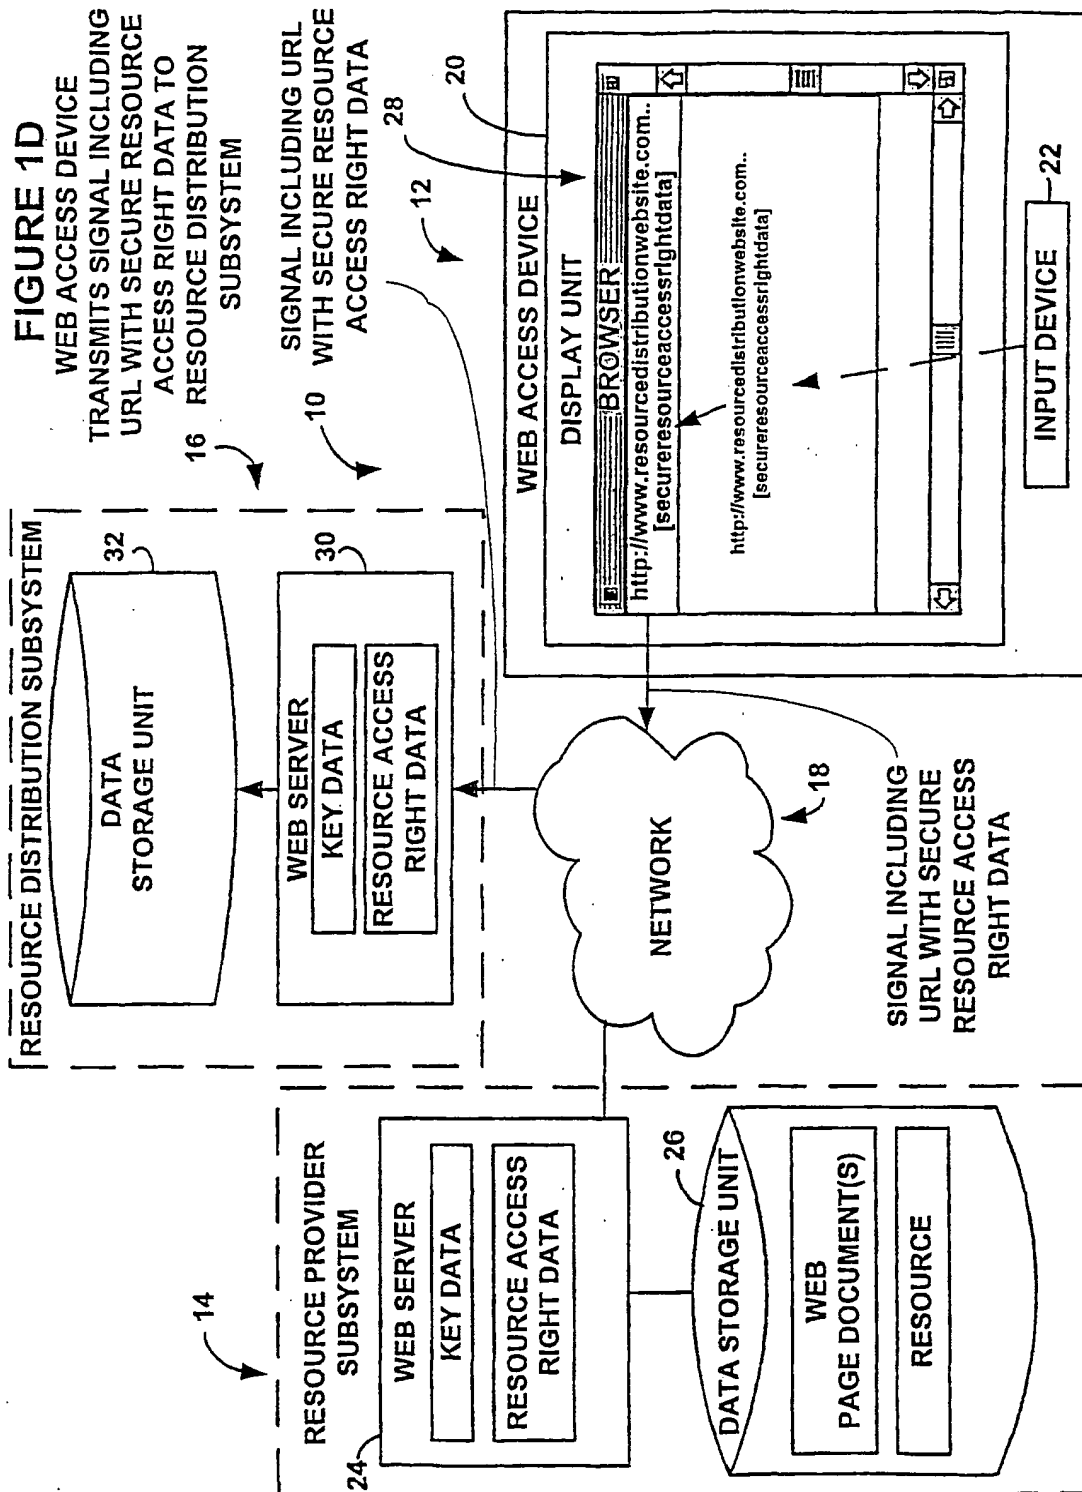 FIGURE 1D
WEB ACCESS DEVICE
TRANSMITS SIGNAL INCLUDING
URL WITH SECURE RESOURCE
ACCESS RIGHT DATA TO
RESOURCE DISTRIBUTION
SUBSYSTEM
16
10
SIGNAL INCLUDING URL
WITH SECURE RESOURCE
ACCESS RIGHT DATA
12
28
20
RESOURCE DISTRIBUTION SUBSYSTEM
32
DATA
STORAGE UNIT
30
WEB SERVER
KEY DATA
RESOURCE ACCESS
RIGHT DATA
WEB ACCESS DEVICE
DISPLAY UNIT
BROWSER
http://www.resourcedistributionwebsite.com..
[secureresourceaccessrightdata]
http://www.resourcedistributionwebsite.com..
[secureresourceaccessrightdata]
INPUT DEVICE
22
NETWORK
18
SIGNAL INCLUDING
URL WITH SECURE
RESOURCE ACCESS
RIGHT DATA
14
RESOURCE PROVIDER
SUBSYSTEM
24
WEB SERVER
KEY DATA
RESOURCE ACCESS
RIGHT DATA
26
DATA STORAGE UNIT
WEB
PAGE DOCUMENT(S)
RESOURCE